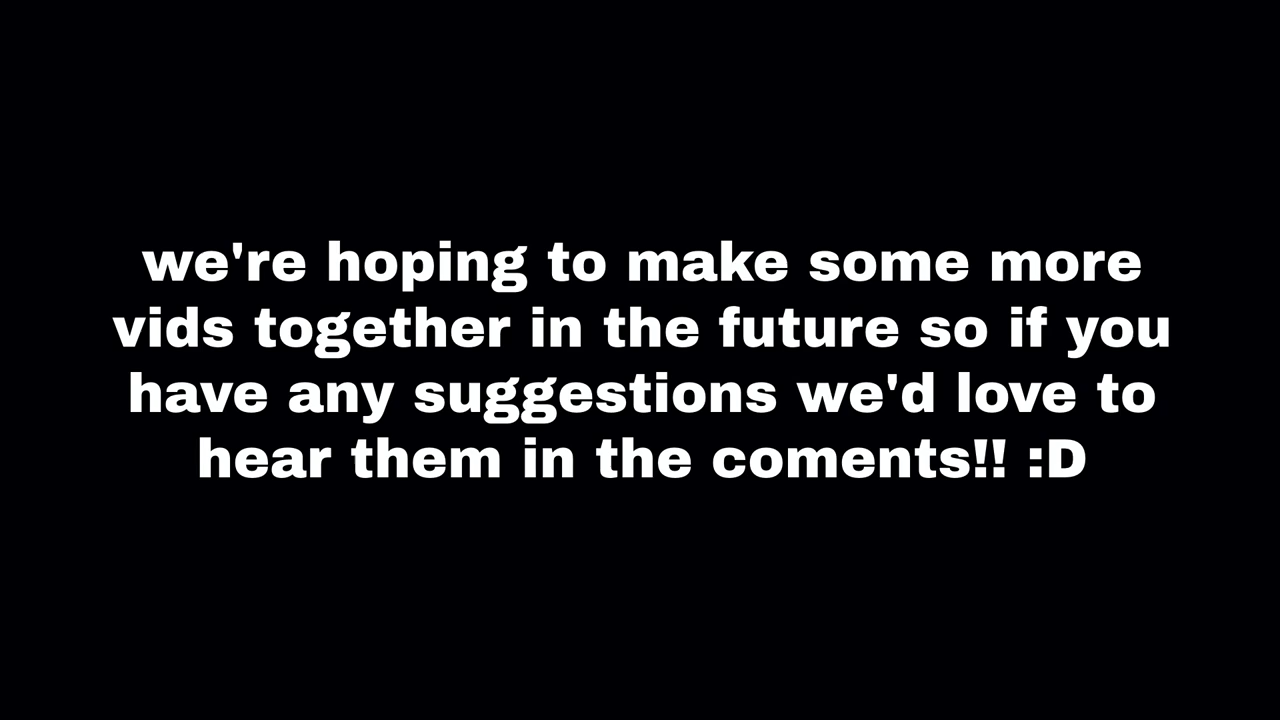 we're hoping to make some more
vids together in the future so if you
have any suggestions we'd love to
hear them in the coments!! :D